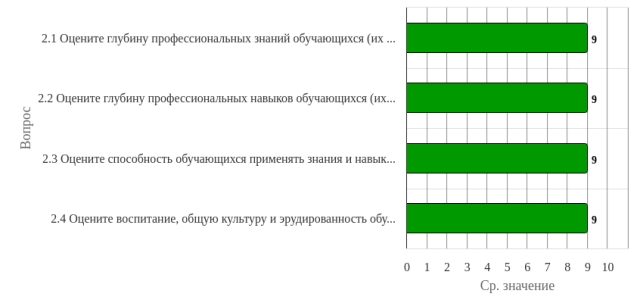 2.1 Оцените глубину профессиональных знаний обучающихся (их ...
9
2.2 Оцените глубину профессиональных навыков обучающихся (их...
9
Вопрос
2.3 Оцените способность обучающихся применять знания и навык...
9
2.4 Оцените воспитание, общую культуру и эрудированность обу...
9
0 1 2 3 4 5 6 7 8 9 10
Ср. значение